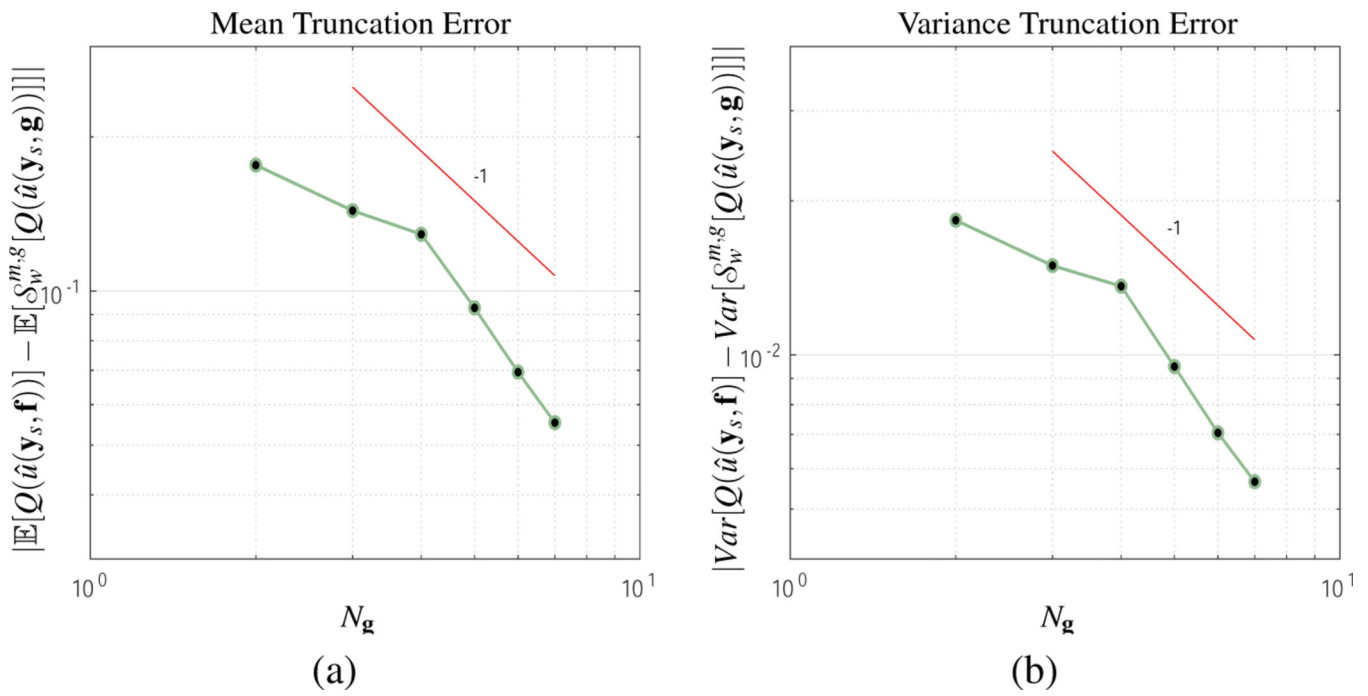 Mean Truncation Error
|𝔼[Q(û(y_s, f))] − 𝔼[𝒮_w^{m,g}[Q(û(y_s, g))]]|
-1
10^{-1}
10^0
10^1
N_g
(a)
Variance Truncation Error
|Var[Q(û(y_s, f))] − Var[𝒮_w^{m,g}[Q(û(y_s, g))]]|
-1
10^{-2}
10^0
10^1
N_g
(b)